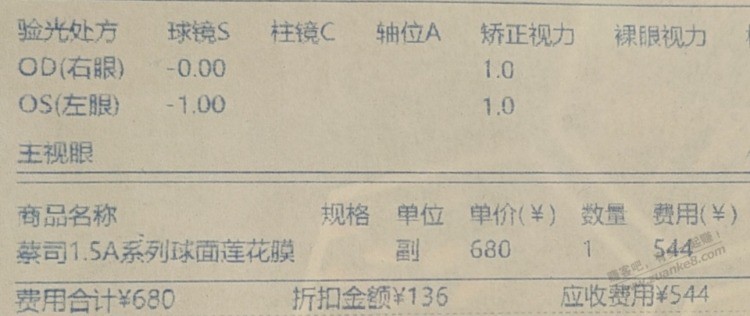 验光处方 球镜S 柱镜C 轴位A 矫正视力 裸眼视力
OD(右眼) -0.00 1.0
OS(左眼) -1.00 1.0
主视眼
商品名称 规格 单位 单价(¥) 数量 费用(¥)
蔡司1.5A系列球面莲花膜 副 680 1 544
费用合计¥680 折扣金额¥136 应收费用¥544